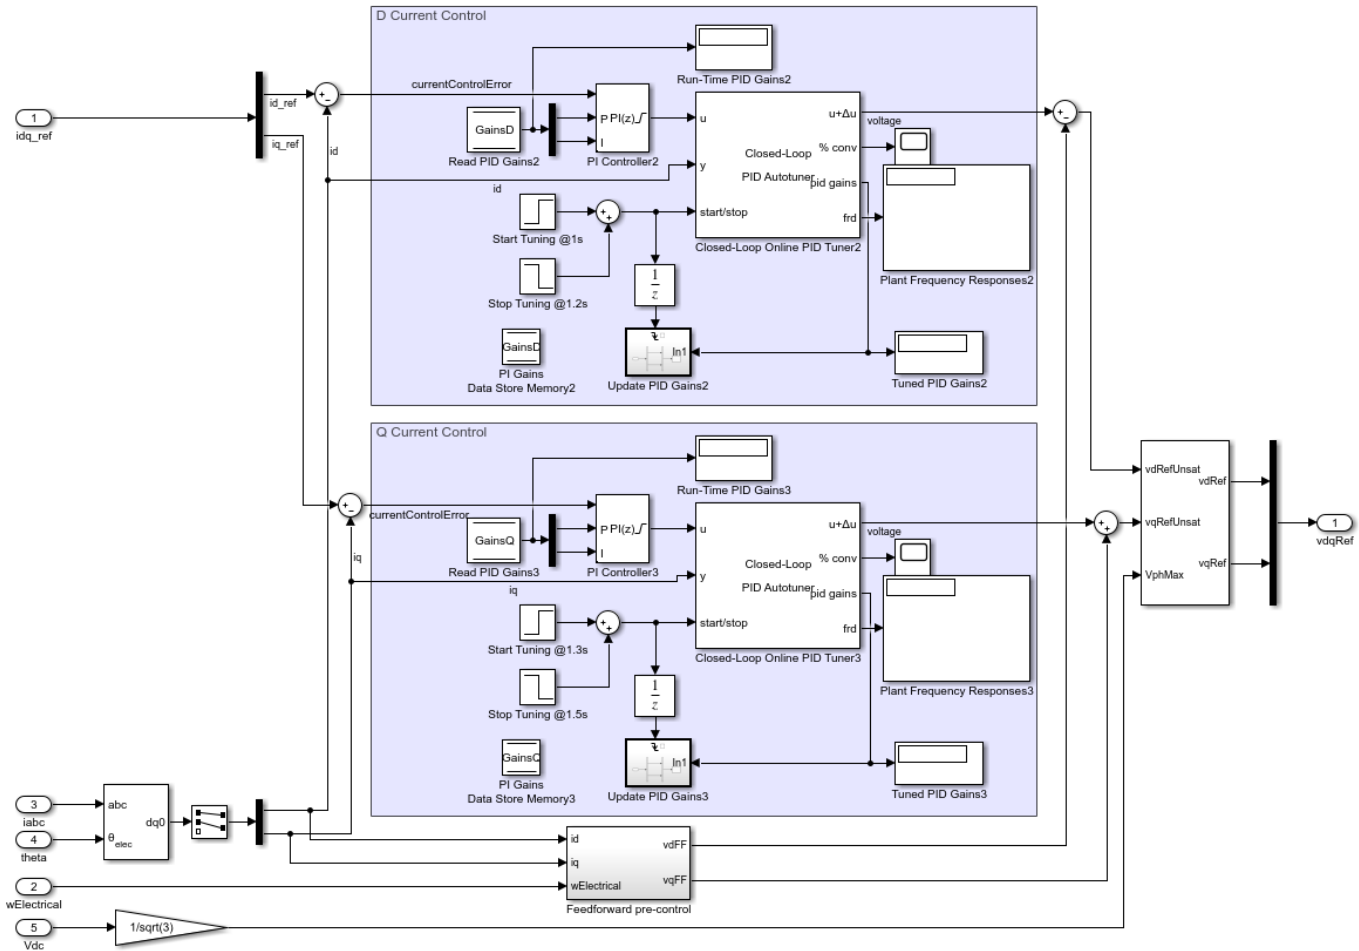 D Current Control
Run-Time PID Gains2
currentControlError
id_ref
1
idq_ref
iq_ref
id
GainsD
Read PID Gains2
P
I
PI(z)
PI Controller2
u
y
start/stop
Closed-Loop
PID Autotuner
u+Δu
% conv
pid gains
frd
Closed-Loop Online PID Tuner2
voltage
+
-
+
-
id
Start Tuning @1s
+
+
Stop Tuning @1.2s
1
z
Plant Frequency Responses2
GainsD
PI Gains
Data Store Memory2
In1
Update PID Gains2
Tuned PID Gains2
Q Current Control
Run-Time PID Gains3
currentControlError
+
-
iq
GainsQ
Read PID Gains3
P
I
PI(z)
PI Controller3
u
y
start/stop
Closed-Loop
PID Autotuner
u+Δu
% conv
pid gains
frd
Closed-Loop Online PID Tuner3
voltage
+
+
iq
Start Tuning @1.3s
+
+
Stop Tuning @1.5s
1
z
Plant Frequency Responses3
GainsQ
PI Gains
Data Store Memory3
In1
Update PID Gains3
Tuned PID Gains3
vdRefUnsat
vqRefUnsat
VphMax
vdRef
vqRef
1
vdqRef
3
iabc
4
theta
abc
θ elec
dq0
id
iq
wElectrical
vdFF
vqFF
Feedforward pre-control
2
wElectrical
5
Vdc
1/sqrt(3)